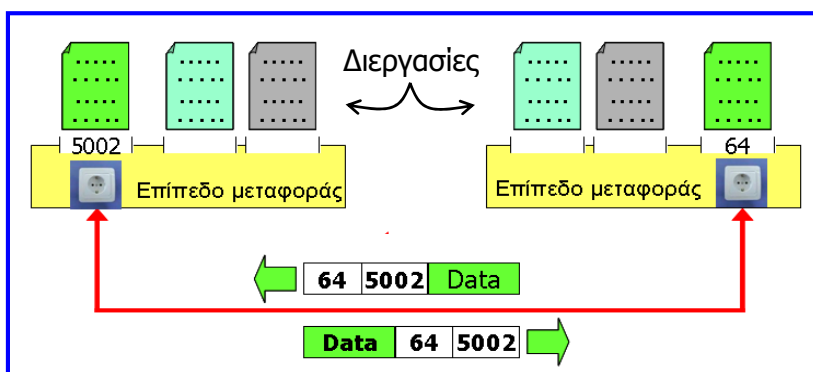 Διεργασίες
5002
64
Επίπεδο μεταφοράς
Επίπεδο μεταφοράς
64 5002 Data
Data 64 5002